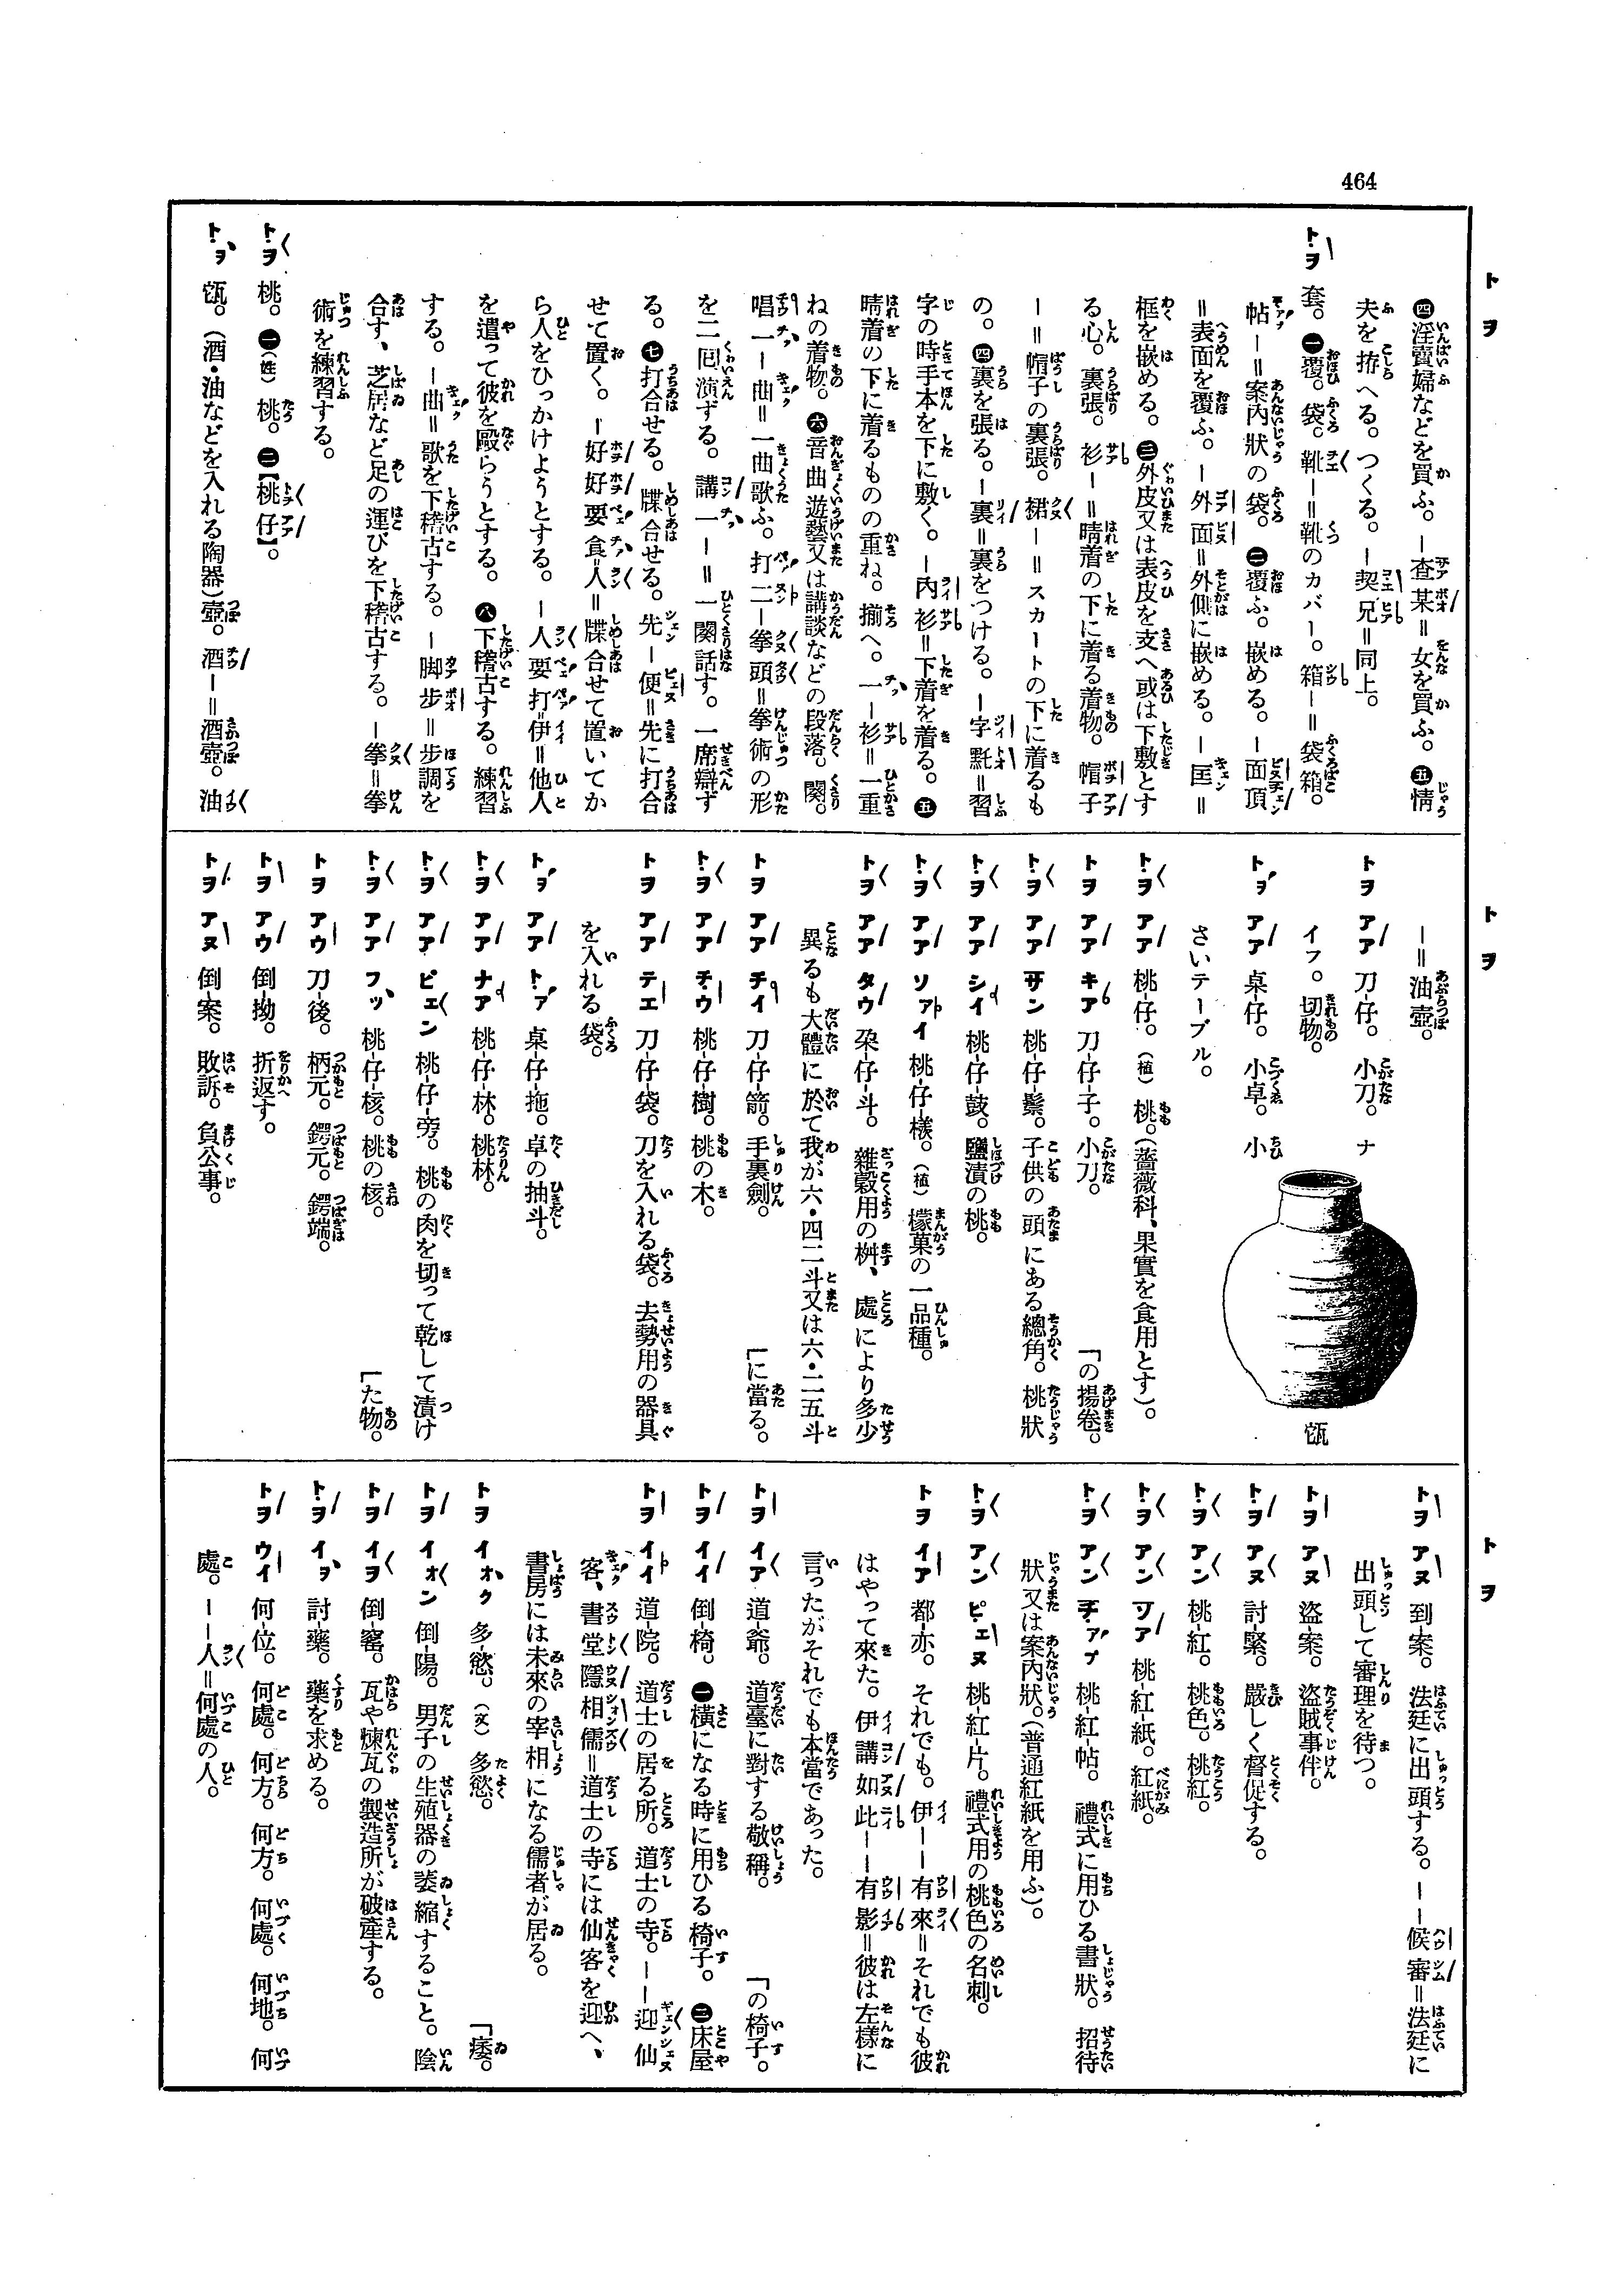 464
トヲ
トヲ
トヲ
㊃淫賣婦などを買ふ。―査某＝女を買ふ。㊄情
夫を拵へる。つくる。―契兄＝同上。
トヲ 套。㊀覆。袋。靴―＝靴のカバー。箱―＝袋箱。
帖―＝案內狀の袋。㊁覆ふ。嵌める。―面頂
＝表面を覆ふ。―外面＝外側に嵌める。―匡＝
框を嵌める。㊂外皮又は表皮を支へ或は下敷とす
る心。裏張。衫―＝晴着の下に着る着物。帽子
―＝帽子の裏張。裙―＝スカートの下に着るも
の。㊃裏を張る。―裏＝裏をつける。―字㽎＝習
字の時手本を下に敷く。―內衫＝下着を着る。㊄
晴着の下に着るものの重ね。揃へ。一―衫＝一重
ねの着物。㊅音曲遊藝又は講談などの段落。闋。
唱一―曲＝一曲歌ふ。打二―拳頭＝拳術の形
を二囘演ずる。講一―＝一闋話す。一席辯ず
る。㊆打合せる。牒合せる。先―便＝先に打合
せて置く。―好好要食人＝牒合せて置いてか
ら人をひっかけようとする。―人要打伊＝他人
を遣って彼を毆らうとする。㊇下稽古する。練習
する。―曲＝歌を下稽古する。―脚步＝步調を
合す、芝居など足の運びを下稽古する。―拳＝拳
術を練習する。
トヲ 桃。㊀(姓)桃。㊁【桃仔】。
トヲ 瓿。(酒・油などを入れる陶器)壺。酒―＝酒壺。油
―＝油壺。
トヲ アア 刀-仔。小刀。ナ
イフ。切物。
トヲ アア 桌-仔。小卓。小
さいテーブル。
トヲ アア 桃-仔。(植)桃。(薔薇科、果實を食用とす)。
トヲ アア キア 刀-仔-子。小刀。「の揚卷。
トヲ アア サン 桃-仔-鬃。子供の頭にある總角。桃狀
トヲ アア シイ 桃-仔-豉。鹽漬の桃。
トヲ アア ソァイ 桃-仔-檨。(植)檬菓の一品種。
トヲ アア タウ 朶-仔-斗。雜穀用の桝、處により多少
異るも大體に於て我が六・四二斗又は六・二五斗
トヲ アア チイ 刀-仔-箭。手裏劍。「に當る。
トヲ アア チウ 桃-仔-樹。桃の木。
トヲ アア テエ 刀-仔-袋。刀を入れる袋。去勢用の器具
を入れる袋。
トヲ アア トァ 桌-仔-拖。卓の抽斗。
トヲ アア ナア 桃-仔-林。桃林。
トヲ アア ピェン 桃-仔-旁。桃の肉を切って乾して漬け
トヲ アア フッ 桃-仔-核。桃の核。「た物。
トヲ アウ 刀-後。柄元。鍔元。鍔端。
トヲ アウ 倒-拗。折返す。
トヲ アヌ 倒-案。敗訴。負公事。
瓿
トヲ アヌ 到-案。法廷に出頭する。――候審＝法廷に
出頭して審理を待つ。
トヲ アヌ 盜-案。盜賊事件。
トヲ アヌ 討-緊。嚴しく督促する。
トヲ アン 桃-紅。桃色。桃紅。
トヲ アン ツア 桃-紅-紙。紅紙。
トヲ アン チァプ 桃-紅-帖。禮式に用ひる書狀。招待
狀又は案內狀。(普通紅紙を用ふ)。
トヲ アン ピェヌ 桃-紅-片。禮式用の桃色の名刺。
トヲ イア 都-亦。それでも。伊――有來＝それでも彼
はやって來た。伊講如此――有影＝彼は左樣に
言ったがそれでも本當であった。
トヲ イア 道-爺。道臺に對する敬稱。「の椅子。
トヲ イイ 倒-椅。㊀橫になる時に用ひる椅子。㊁床屋
トヲ イイ 道-院。道士の居る所。道士の寺。――迎仙
客、書堂隱相儒＝道士の寺には仙客を迎へ、
書房には未來の宰相になる儒者が居る。
トヲ イォク 多-慾。(文)多慾。「痿。
トヲ イォン 倒-陽。男子の生殖器の萎縮すること。陰
トヲ イヲ 倒-窰。瓦や煉瓦の製造所が破產する。
トヲ イヲ 討-藥。藥を求める。
トヲ ウイ 何-位。何處。何方。何方。何處。何地。何
處。――人＝何處の人。